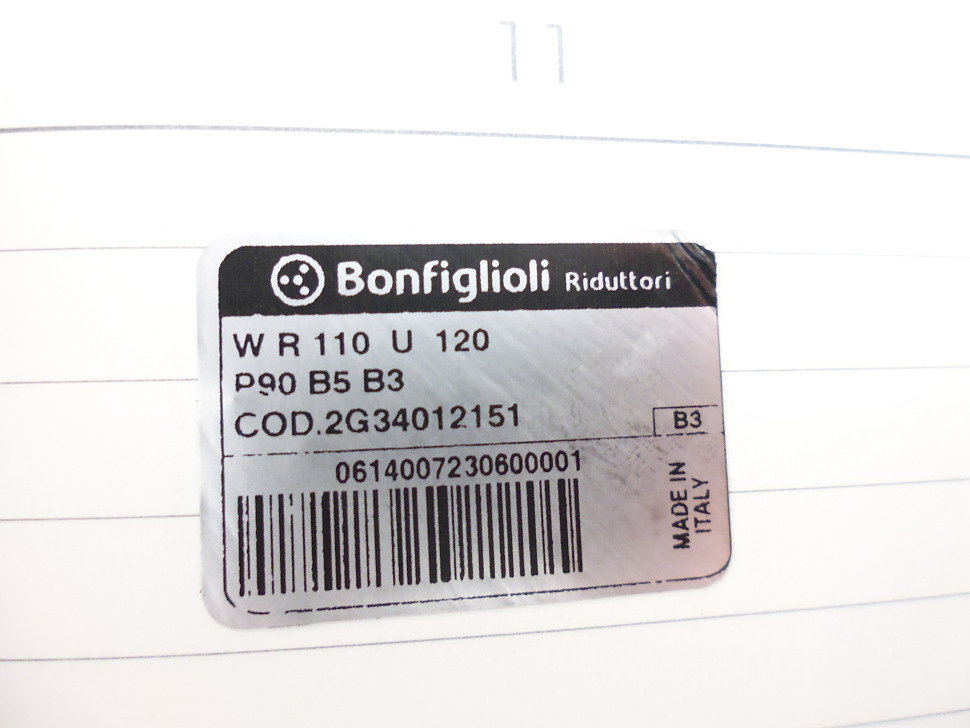 11
Bonfiglioli Riduttori
W R 110 U 120
P90 B5 B3
COD.2G34012151
B3
0614007230600001
MADE IN
ITALY